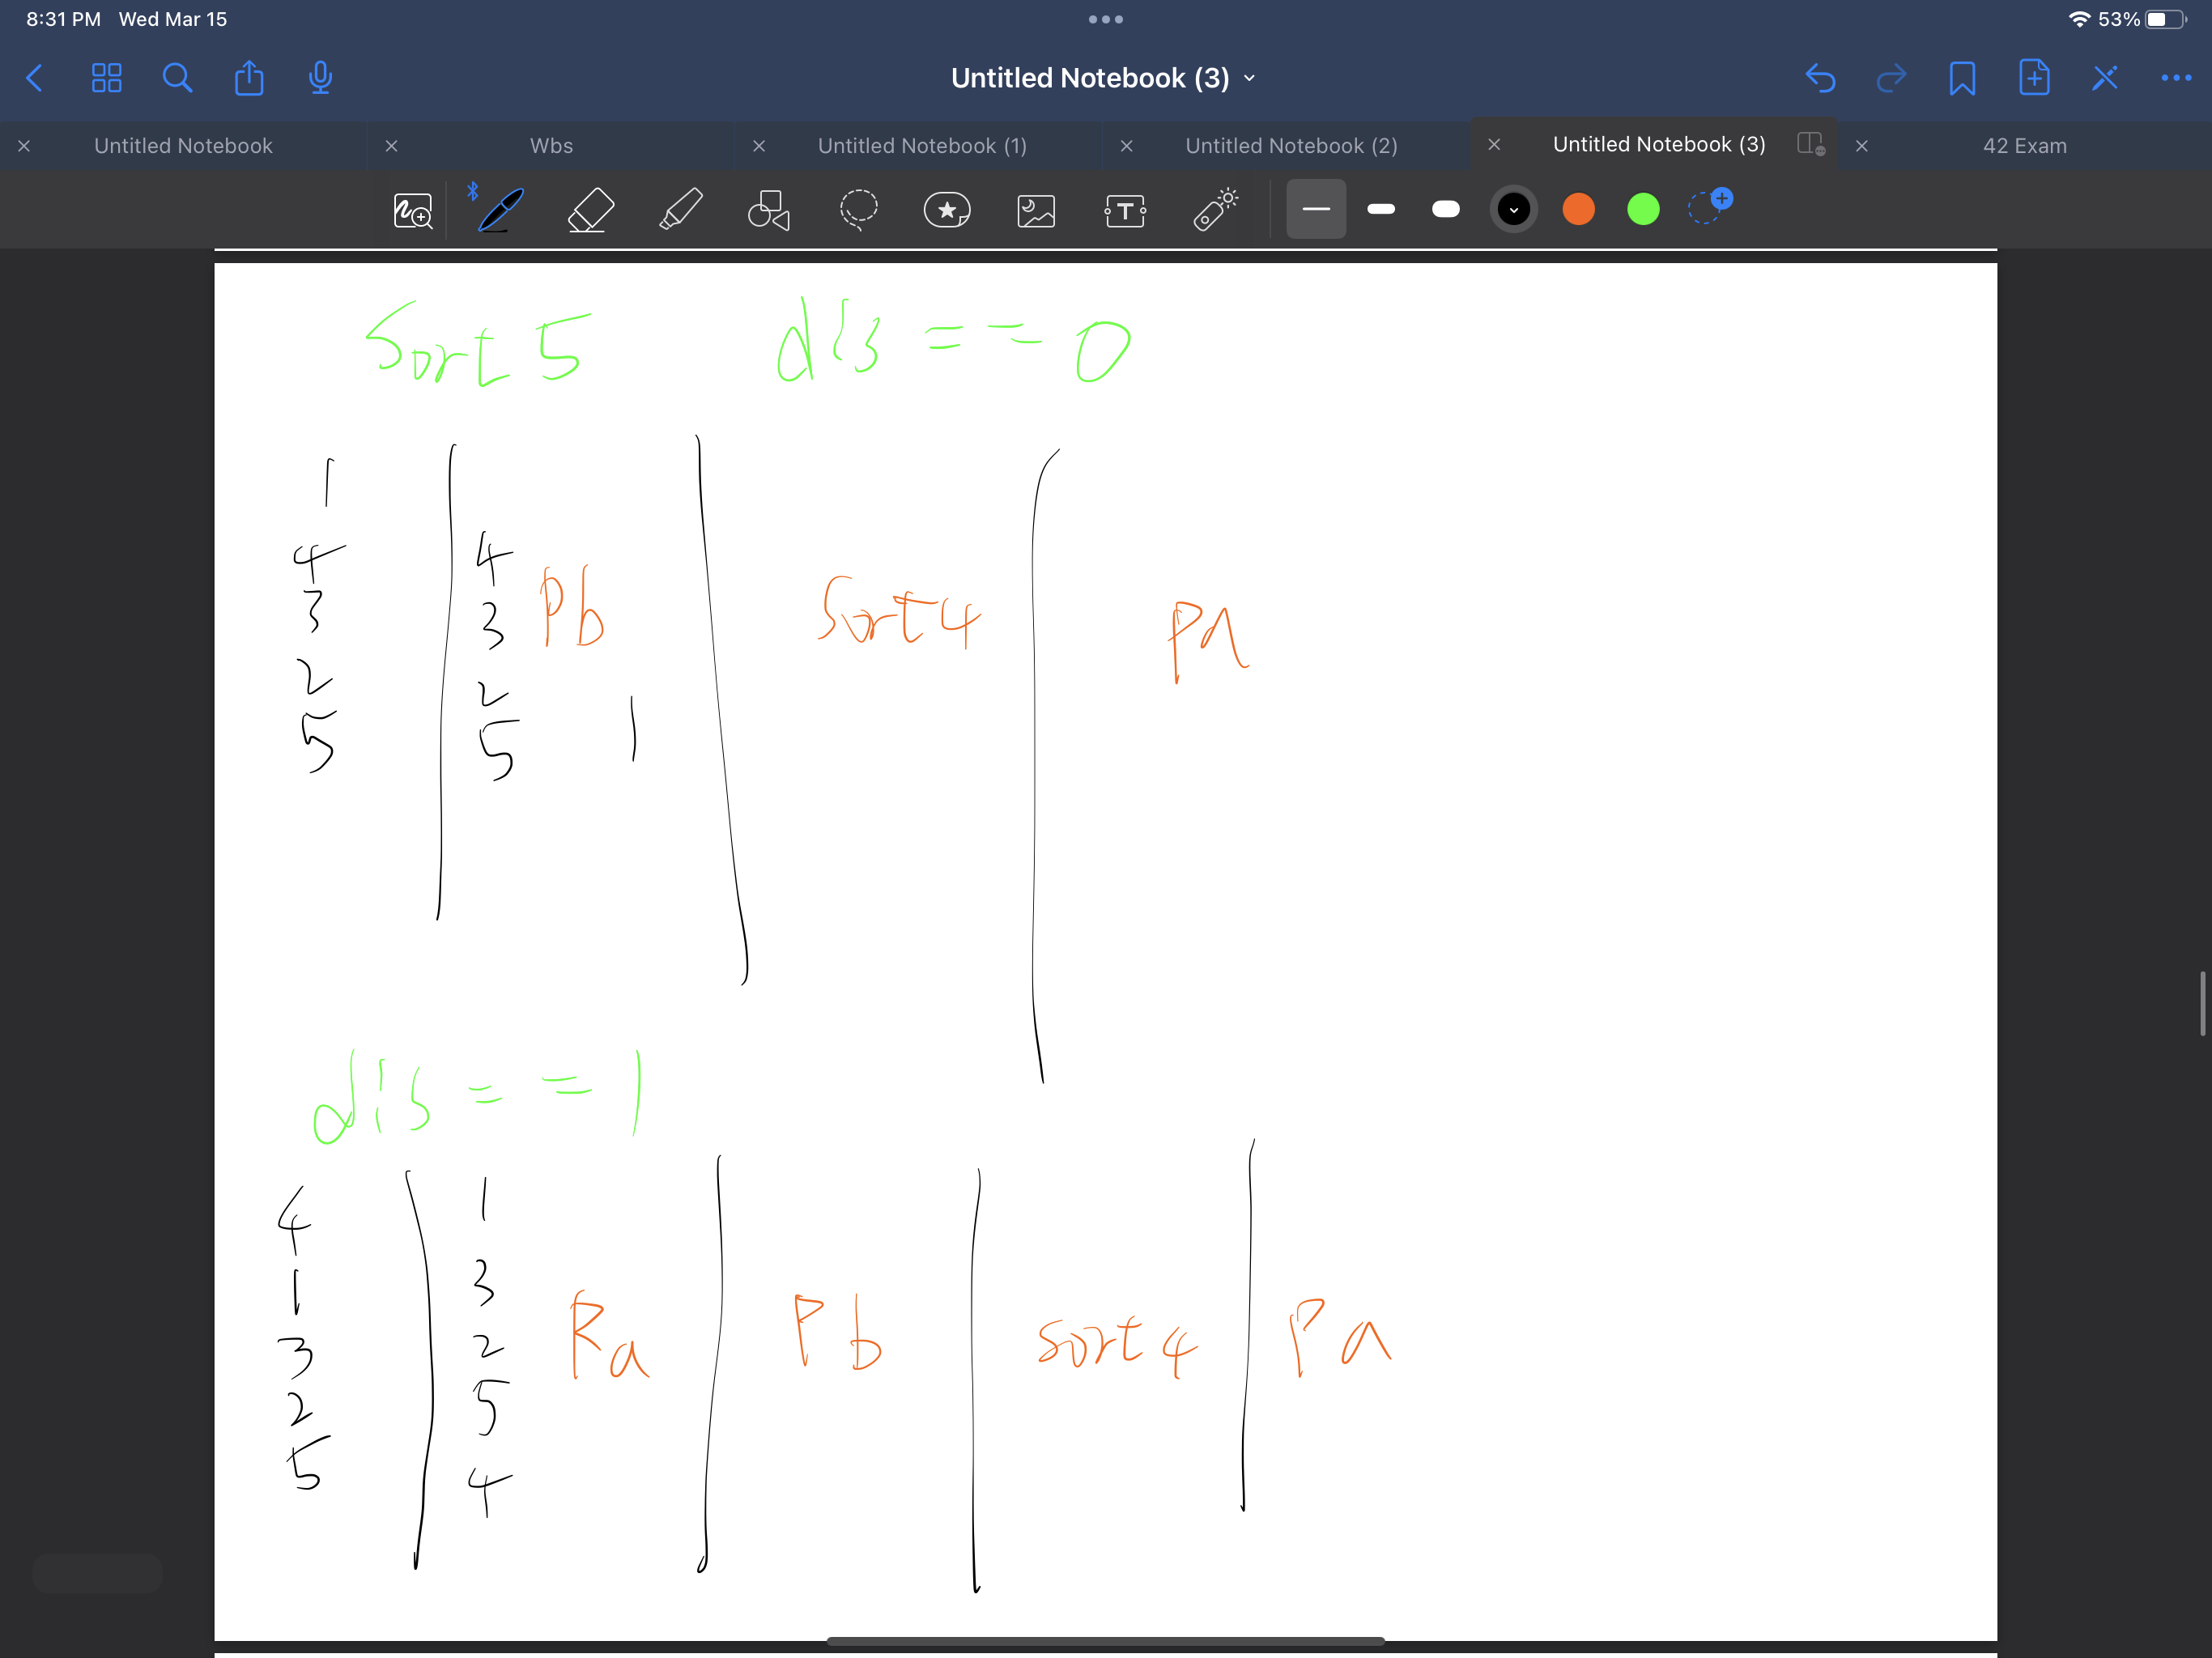 8:31 PM Wed Mar 15
53%
Untitled Notebook (3)
Untitled Notebook
Wbs
Untitled Notebook (1)
Untitled Notebook (2)
Untitled Notebook (3)
42 Exam
T
Sort 5 dis = = 0
1
4 4
3 3 Pb Sort4 PA
2 2
5 5 1
dis = = 1
4 1
1 3
3 2 Ra Pb sort4 Pa
2 5
5 4